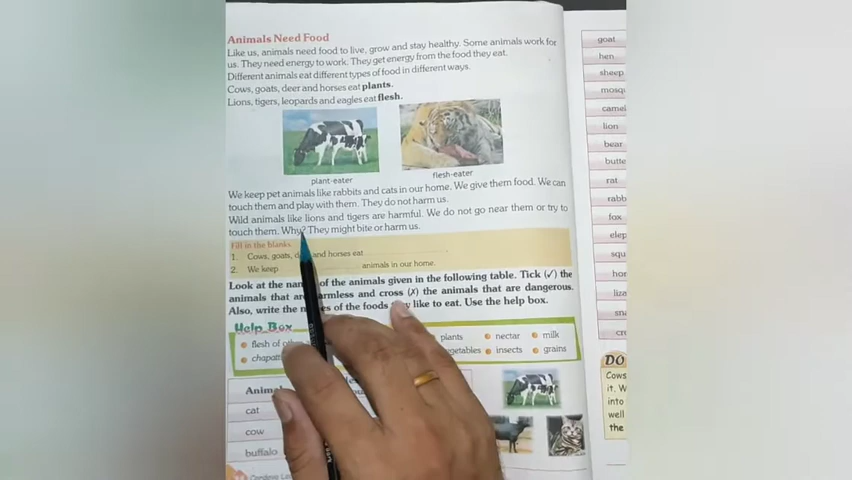 Animals Need Food
Like us, animals need food to live, grow and stay healthy. Some animals work for
us. They need energy to work. They get energy from the food they eat.
Different animals eat different types of food in different ways.
Cows, goats, deer and horses eat plants.
Lions, tigers, leopards and eagles eat flesh.
plant-eater
flesh-eater
We keep pet animals like rabbits and cats in our home. We give them food. We can
touch them and play with them. They do not harm us.
Wild animals like lions and tigers are harmful. We do not go near them or try to
touch them. Why? They might bite or harm us.
Fill in the blanks.
1. Cows, goats, and horses eat
2. We keep animals in our home.
Look at the of the animals given in the following table. Tick (✓) the
animals that and cross (✗) the animals that are dangerous.
Also, write the of the foods like to eat. Use the help box.
Help Box
flesh of
plants
nectar
milk
insects
grains
cat
cow
buffalo
goat
hen
sheep
camel
lion
bear
rat
fox
DO
Cows
it. W
into
well
the